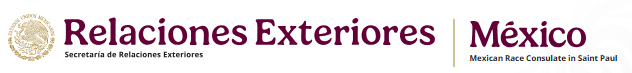 Relaciones Exteriores
Secretaría de Relaciones Exteriores
México
Mexican Race Consulate in Saint Paul